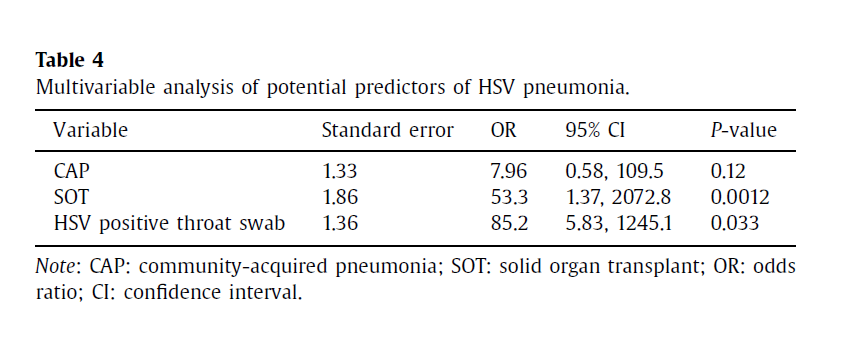 Table 4
Multivariable analysis of potential predictors of HSV pneumonia.
Variable Standard error OR 95% CI P-value
CAP 1.33 7.96 0.58, 109.5 0.12
SOT 1.86 53.3 1.37, 2072.8 0.0012
HSV positive throat swab 1.36 85.2 5.83, 1245.1 0.033
Note: CAP: community-acquired pneumonia; SOT: solid organ transplant; OR: odds
ratio; CI: confidence interval.